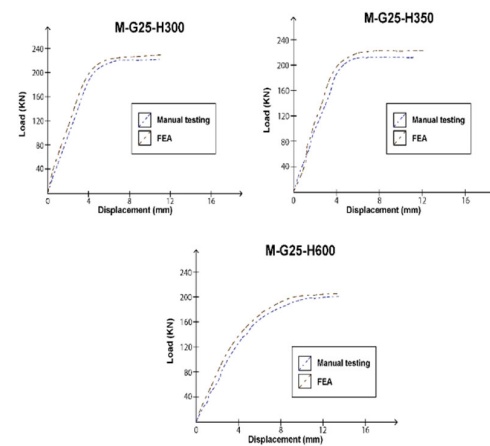 M-G25-H300
Load (KN)
240
200
160
120
80
40
0
4
8
12
16
Displacement (mm)
Manual testing
FEA
M-G25-H350
Load (KN)
240
200
160
120
80
40
0
4
8
12
16
Displacement (mm)
Manual testing
FEA
M-G25-H600
Load (KN)
240
200
160
120
80
40
0
4
8
12
16
Displacement (mm)
Manual testing
FEA